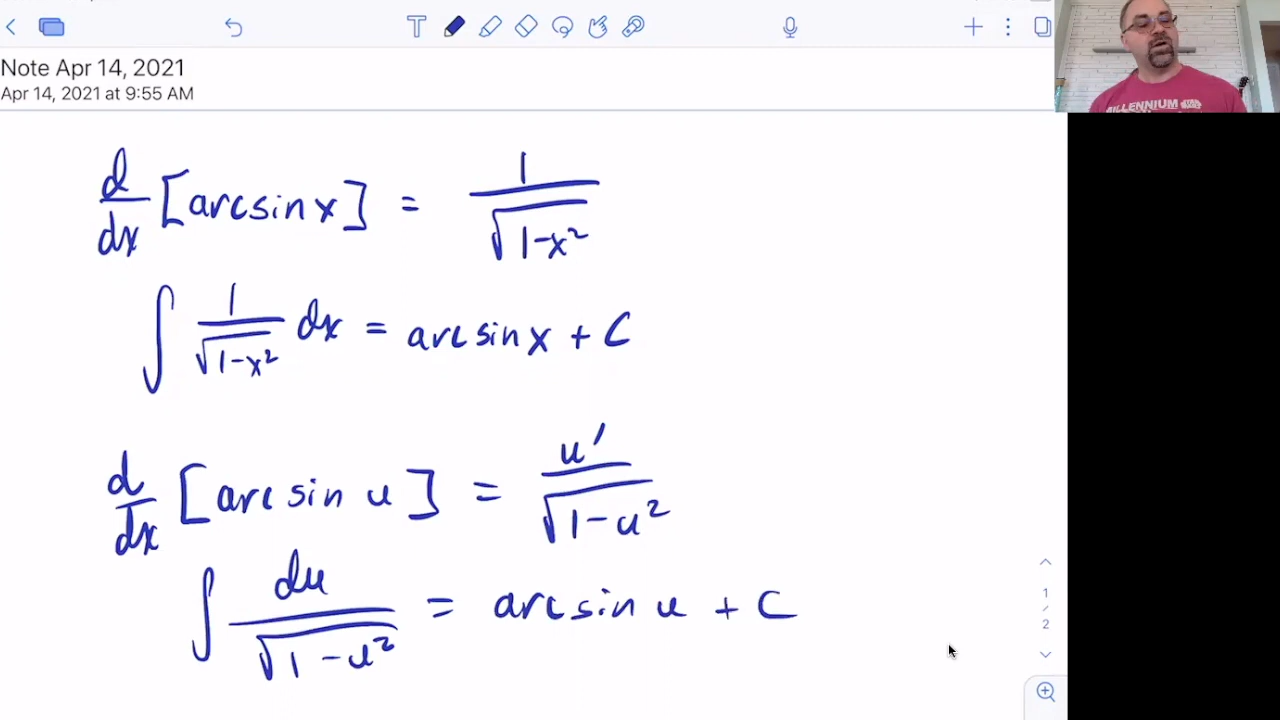 Note Apr 14, 2021
Apr 14, 2021 at 9:55 AM
MILLENNIUM
d/dx [arcsin x] = 1/√(1-x²)
∫ 1/√(1-x²) dx = arcsin x + C
d/dx [arcsin u] = u'/√(1-u²)
∫ du/√(1-u²) = arcsin u + C
1
/
2